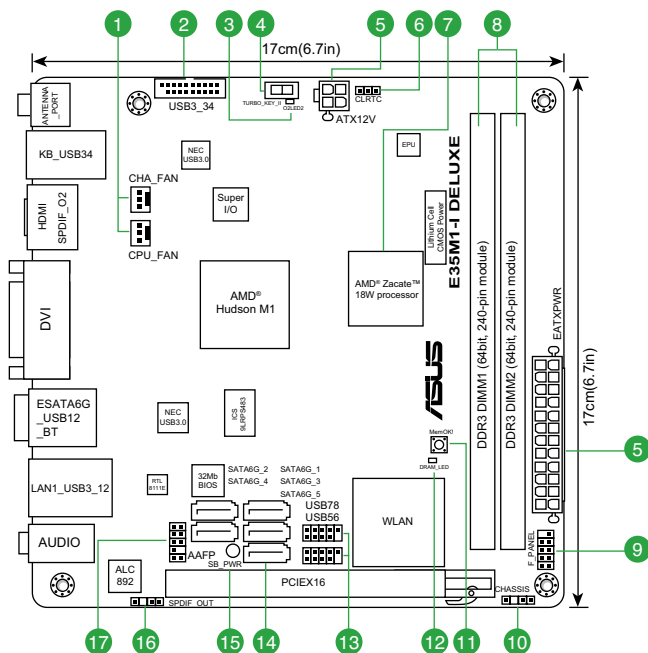 1
2
3
4
5
6
7
8
17cm(6.7in)
ANTENNA
_PORT
USB3_34
TURBO_KEY_II
O2LED2
ATX12V
CLRTC
KB_USB34
NEC
USB3.0
EPU
CHA_FAN
CPU_FAN
Super
I/O
HDMI
SPDIF_O2
Lithium Cell
CMOS Power
E35M1-I DELUXE
AMD®
Hudson M1
AMD® Zacate™
18W processor
DVI
DDR3 DIMM1 (64bit, 240-pin module)
DDR3 DIMM2 (64bit, 240-pin module)
EATXPWR
17cm(6.7in)
ASUS
ESATA6G
_USB12
_BT
NEC
USB3.0
ICS
9LRPS483
MemOK!
DRAM_LED
5
LAN1_USB3_12
RTL
8111E
32Mb
BIOS
SATA6G_2
SATA6G_4
SATA6G_1
SATA6G_3
SATA6G_5
USB78
USB56
WLAN
AUDIO
AAFP
SB_PWR
F_PANEL
9
ALC
892
PCIEX16
SPDIF_OUT
CHASSIS
17
16
15
14
13
12
11
10